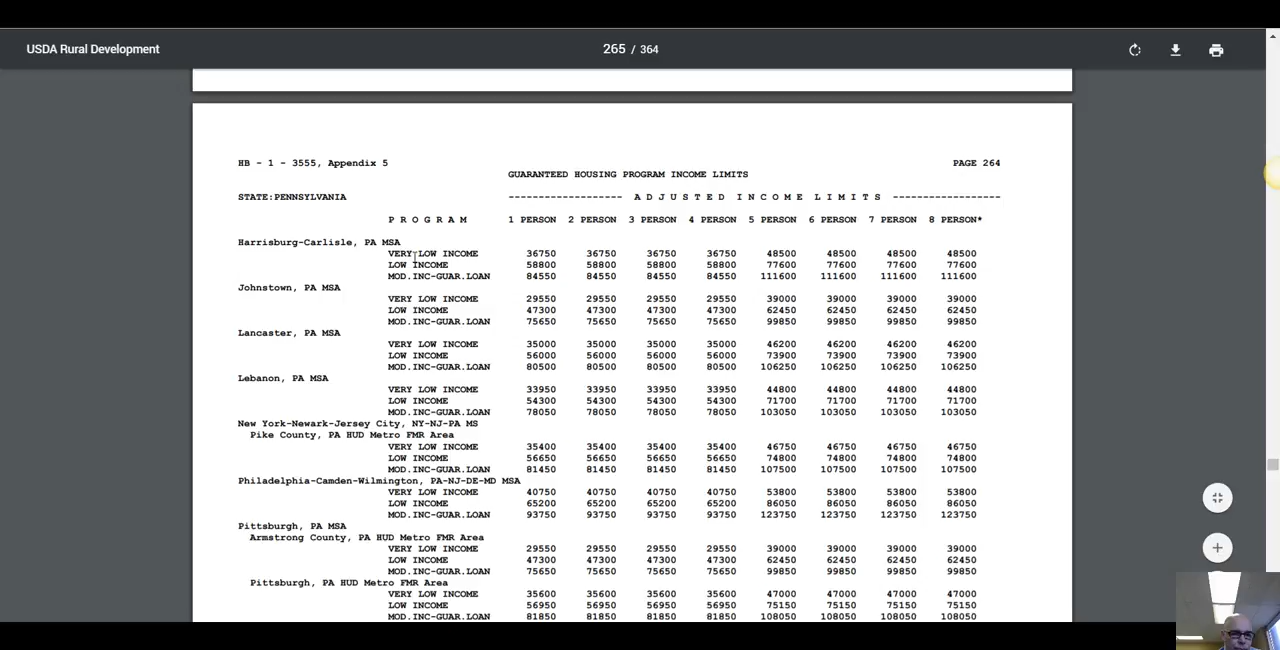 USDA Rural Development 265 / 364
HB - 1 - 3555, Appendix 5 PAGE 264
GUARANTEED HOUSING PROGRAM INCOME LIMITS
STATE:PENNSYLVANIA ------------------- A D J U S T E D I N C O M E L I M I T S ------------------
P R O G R A M 1 PERSON 2 PERSON 3 PERSON 4 PERSON 5 PERSON 6 PERSON 7 PERSON 8 PERSON*
Harrisburg-Carlisle, PA MSA
VERY LOW INCOME 36750 36750 36750 36750 48500 48500 48500 48500
LOW INCOME 58800 58800 58800 58800 77600 77600 77600 77600
MOD.INC-GUAR.LOAN 84550 84550 84550 84550 111600 111600 111600 111600
Johnstown, PA MSA
VERY LOW INCOME 29550 29550 29550 29550 39000 39000 39000 39000
LOW INCOME 47300 47300 47300 47300 62450 62450 62450 62450
MOD.INC-GUAR.LOAN 75650 75650 75650 75650 99850 99850 99850 99850
Lancaster, PA MSA
VERY LOW INCOME 35000 35000 35000 35000 46200 46200 46200 46200
LOW INCOME 56000 56000 56000 56000 73900 73900 73900 73900
MOD.INC-GUAR.LOAN 80500 80500 80500 80500 106250 106250 106250 106250
Lebanon, PA MSA
VERY LOW INCOME 33950 33950 33950 33950 44800 44800 44800 44800
LOW INCOME 54300 54300 54300 54300 71700 71700 71700 71700
MOD.INC-GUAR.LOAN 78050 78050 78050 78050 103050 103050 103050 103050
New York-Newark-Jersey City, NY-NJ-PA MS
Pike County, PA HUD Metro FMR Area
VERY LOW INCOME 35400 35400 35400 35400 46750 46750 46750 46750
LOW INCOME 56650 56650 56650 56650 74800 74800 74800 74800
MOD.INC-GUAR.LOAN 81450 81450 81450 81450 107500 107500 107500 107500
Philadelphia-Camden-Wilmington, PA-NJ-DE-MD MSA
VERY LOW INCOME 40750 40750 40750 40750 53800 53800 53800 53800
LOW INCOME 65200 65200 65200 65200 86050 86050 86050 86050
MOD.INC-GUAR.LOAN 93750 93750 93750 93750 123750 123750 123750 123750
Pittsburgh, PA MSA
Armstrong County, PA HUD Metro FMR Area
VERY LOW INCOME 29550 29550 29550 29550 39000 39000 39000 39000
LOW INCOME 47300 47300 47300 47300 62450 62450 62450 62450
MOD.INC-GUAR.LOAN 75650 75650 75650 75650 99850 99850 99850 99850
Pittsburgh, PA HUD Metro FMR Area
VERY LOW INCOME 35600 35600 35600 35600 47000 47000 47000 47000
LOW INCOME 56950 56950 56950 56950 75150 75150 75150 75150
MOD.INC-GUAR.LOAN 81850 81850 81850 81850 108050 108050 108050 108050